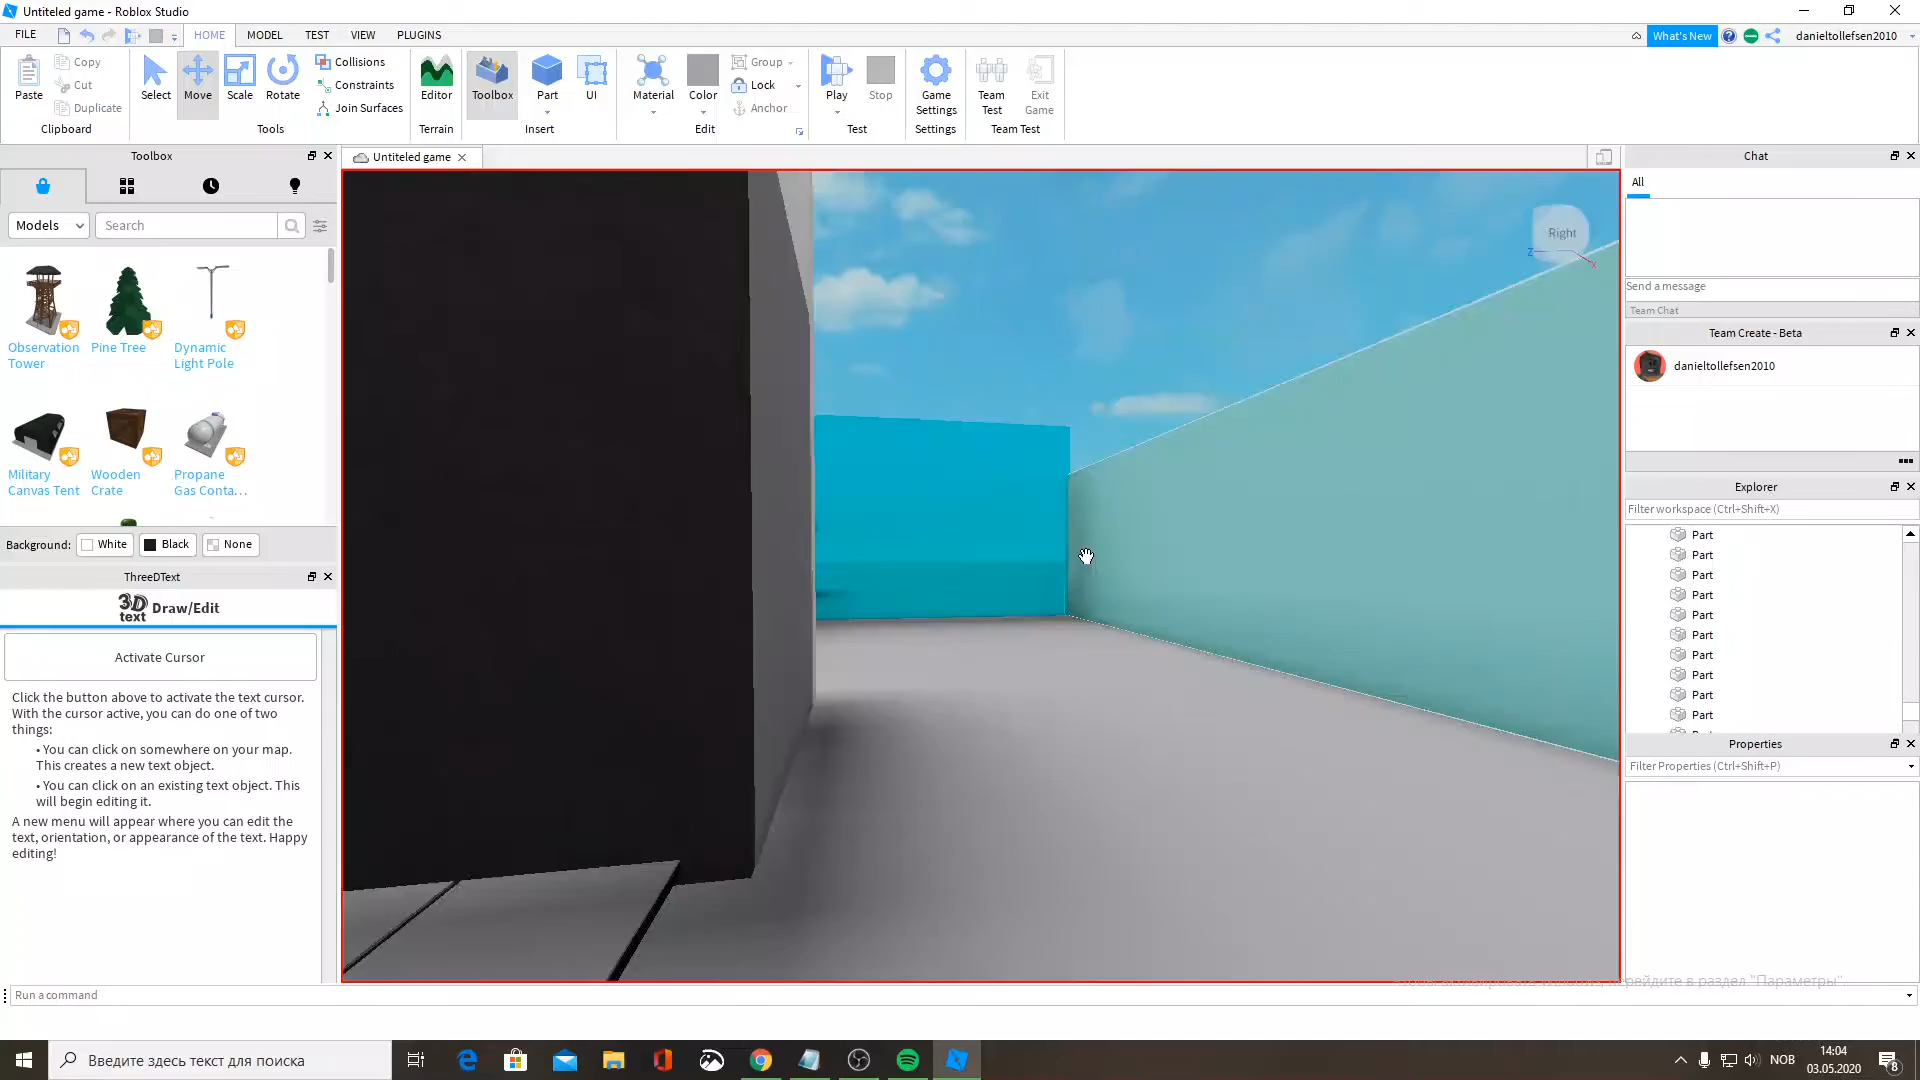 Untiteled game - Roblox Studio
FILE
HOME
MODEL
TEST
VIEW
PLUGINS
What's New
danieltollefsen2010
Paste
Copy
Cut
Duplicate
Clipboard
Select
Move
Scale
Rotate
Collisions
Constraints
Join Surfaces
Tools
Editor
Terrain
Toolbox
Part
UI
Insert
Material
Color
Group
Lock
Anchor
Edit
Play
Stop
Test
Game
Settings
Settings
Team
Test
Exit
Game
Team Test
Toolbox
Models
Search
Observation
Tower
Pine Tree
Dynamic
Light Pole
Military
Canvas Tent
Wooden
Crate
Propane
Gas Conta...
Background:
White
Black
None
ThreeDText
3D
text
Draw/Edit
Activate Cursor
Click the button above to activate the text cursor.
With the cursor active, you can do one of two
things:
• You can click on somewhere on your map.
This creates a new text object.
• You can click on an existing text object. This
will begin editing it.
A new menu will appear where you can edit the
text, orientation, or appearance of the text. Happy
editing!
Untiteled game
Right
Z
X
Chat
All
Send a message
Team Chat
Team Create - Beta
danieltollefsen2010
Explorer
Filter workspace (Ctrl+Shift+X)
Part
Part
Part
Part
Part
Part
Part
Part
Part
Part
Properties
Filter Properties (Ctrl+Shift+P)
в раздел "Параметры".
Run a command
Введите здесь текст для поиска
NOB
14:04
03.05.2020
8